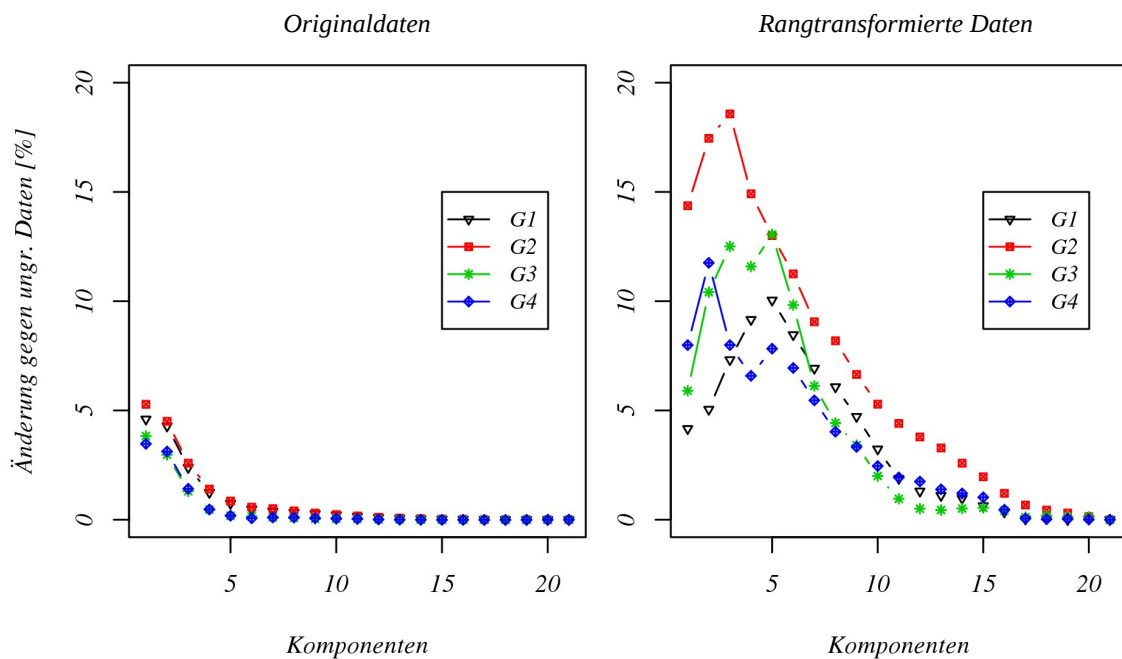 Originaldaten
Rangtransformierte Daten
Änderung gegen ungr. Daten [%]
20
15
10
5
0
G1
G2
G3
G4
5
10
15
20
Komponenten
20
15
10
5
0
G1
G2
G3
G4
5
10
15
20
Komponenten